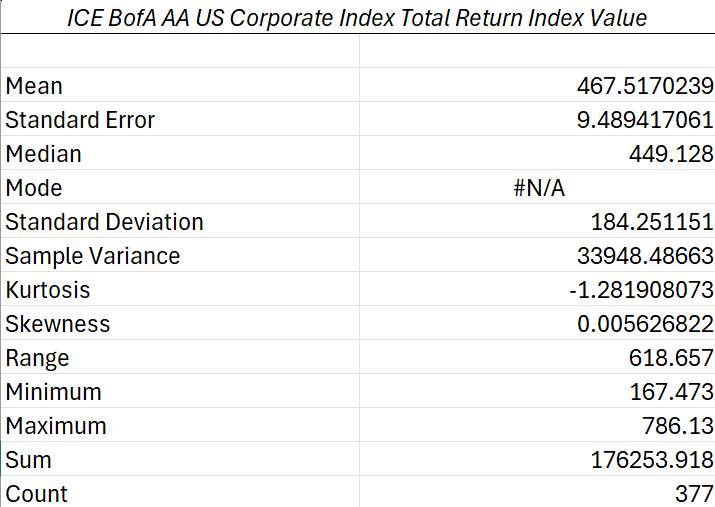 ICE BofA AA US Corporate Index Total Return Index Value
Mean 467.5170239
Standard Error 9.489417061
Median 449.128
Mode #N/A
Standard Deviation 184.251151
Sample Variance 33948.48663
Kurtosis -1.281908073
Skewness 0.005626822
Range 618.657
Minimum 167.473
Maximum 786.13
Sum 176253.918
Count 377